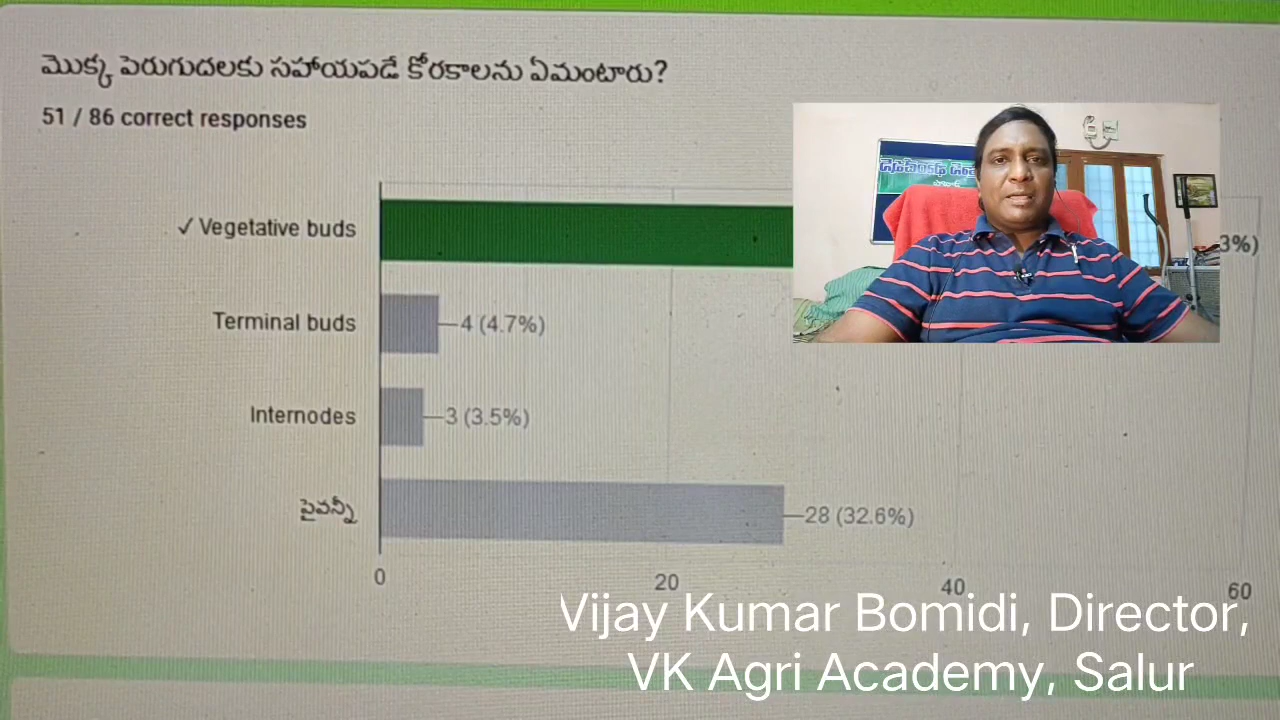 మొక్క పెరుగుదలకు సహాయపడే కోరకాలను ఏమంటారు?
51 / 86 correct responses
✓ Vegetative buds
3%)
Terminal buds
4 (4.7%)
Internodes
3 (3.5%)
పైవన్నీ
28 (32.6%)
0
20
40
60
Vijay Kumar Bomidi, Director,
VK Agri Academy, Salur